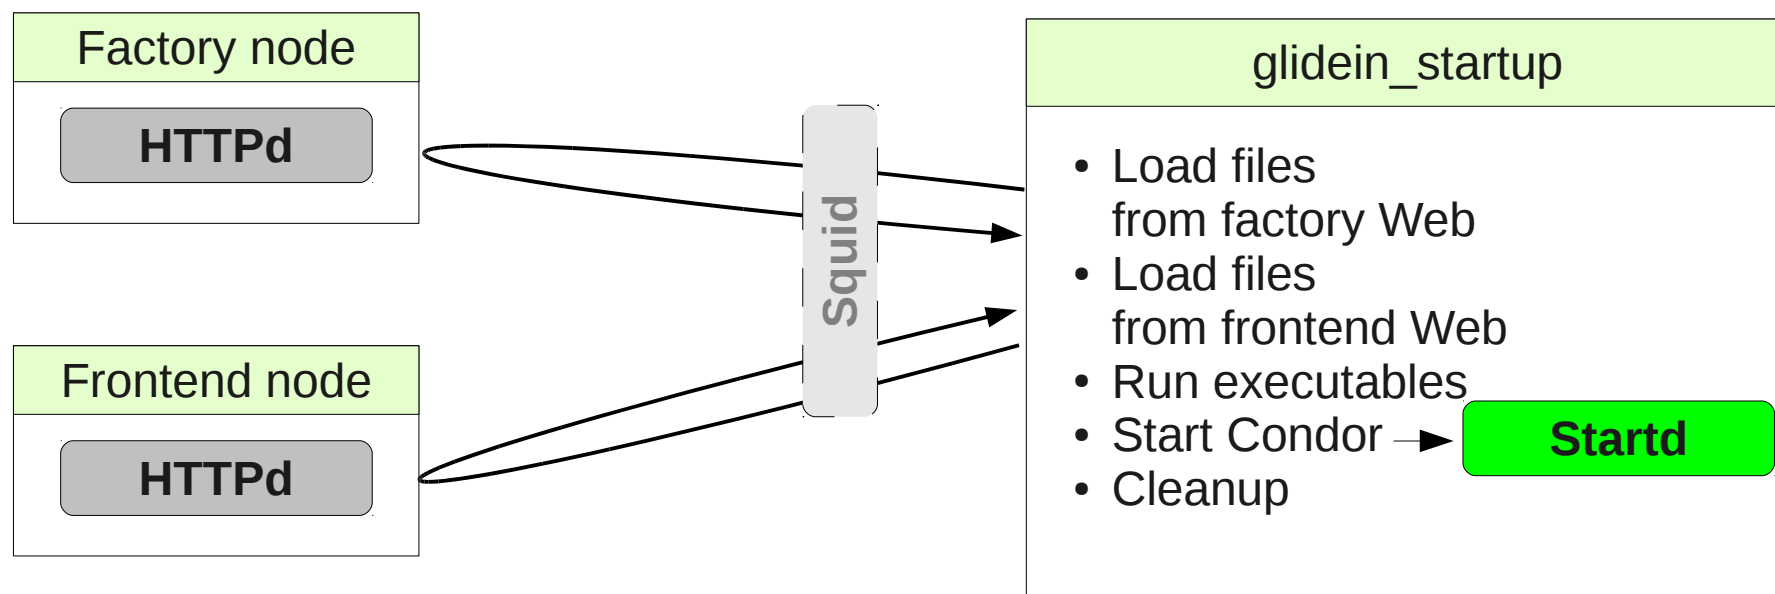 Factory node
HTTPd
Frontend node
HTTPd
Squid
glidein_startup
• Load files
from factory Web
• Load files
from frontend Web
• Run executables
• Start Condor
Startd
• Cleanup